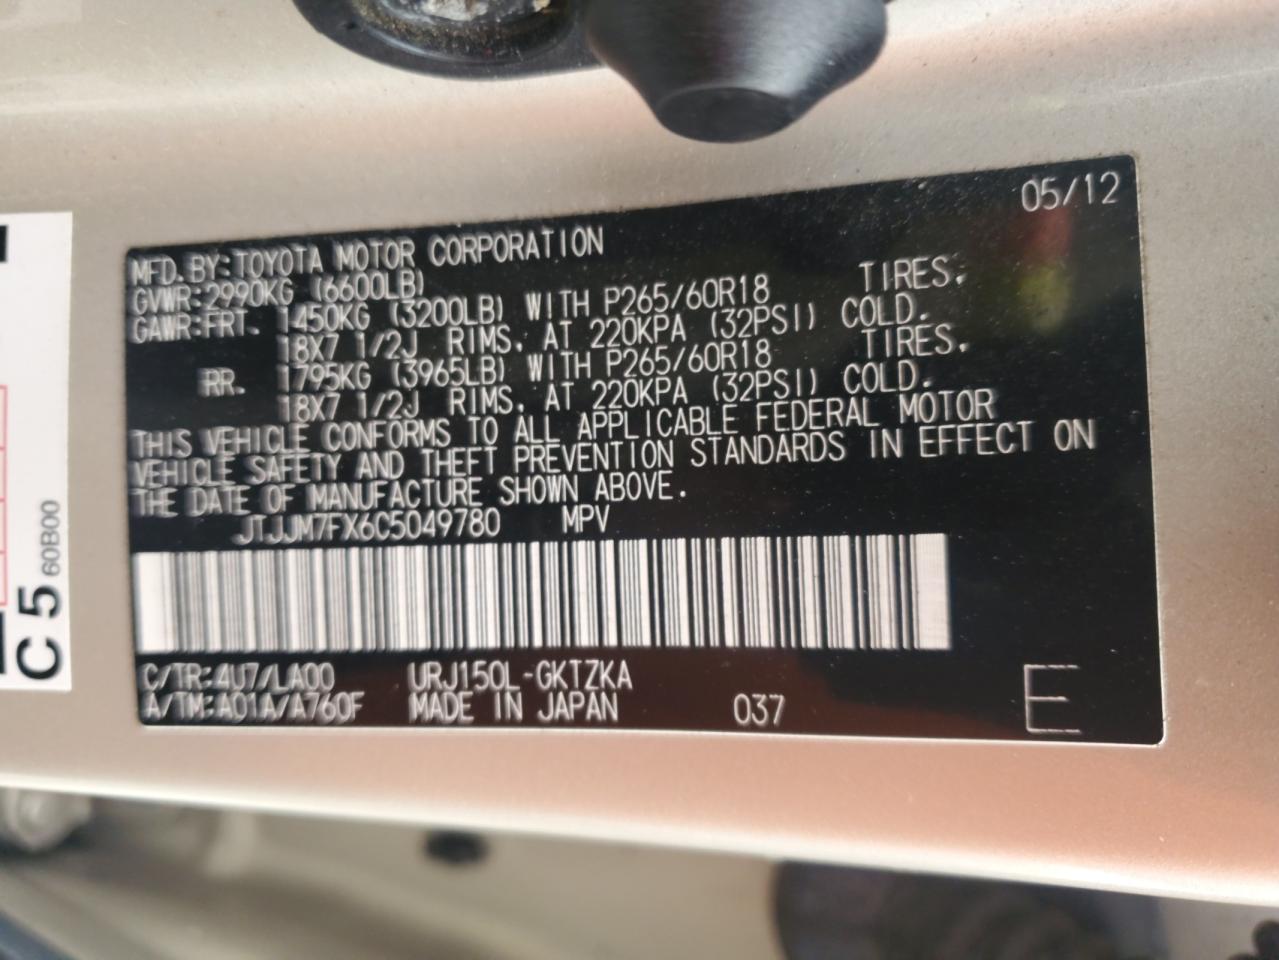 05/12
MFD.BY:TOYOTA MOTOR CORPORATION
GVWR:2990KG (6600LB)
GAWR:FRT. 1450KG (3200LB) WITH P265/60R18 TIRES,
18X7 1/2J RIMS, AT 220KPA (32PSI) COLD.
RR. 1795KG (3965LB) WITH P265/60R18 TIRES,
18X7 1/2J RIMS, AT 220KPA (32PSI) COLD.
THIS VEHICLE CONFORMS TO ALL APPLICABLE FEDERAL MOTOR
VEHICLE SAFETY AND THEFT PREVENTION STANDARDS IN EFFECT ON
THE DATE OF MANUFACTURE SHOWN ABOVE.
JTJJM7FX6C5049780 MPV
C/TR:4U7/LA00 URJ150L-GKTZKA
A/TM:A01A/A760F MADE IN JAPAN 037 E
C5 60B00